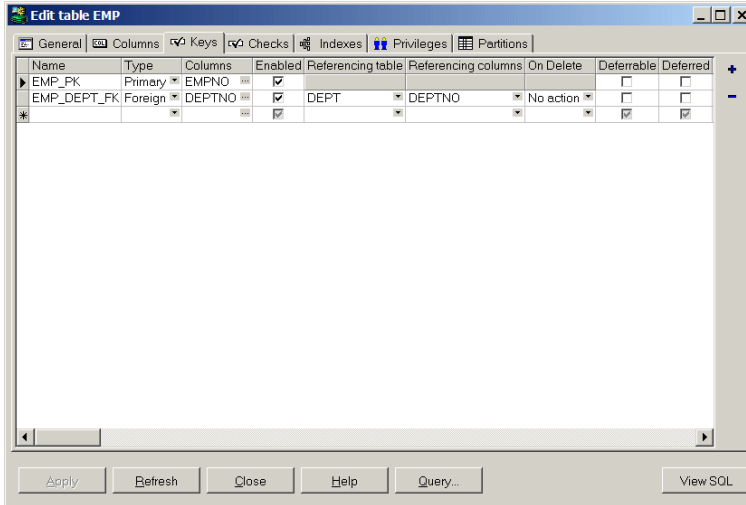 Edit table EMP
General Columns Keys Checks Indexes Privileges Partitions
Name Type Columns Enabled Referencing table Referencing columns On Delete Deferrable Deferred
EMP_PK Primary EMPNO
EMP_DEPT_FK Foreign DEPTNO DEPT DEPTNO No action
Apply Refresh Close Help Query... View SQL